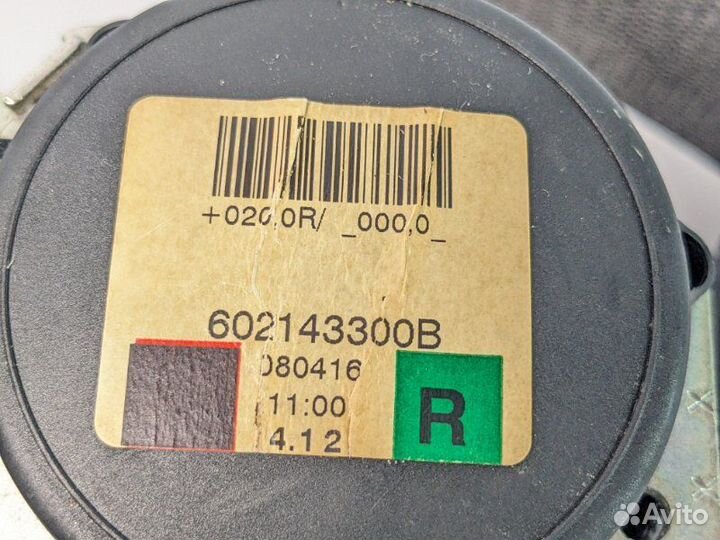 +020,0R/ _000,0_
602143300B
080416
11:00
4.12
R
Avito